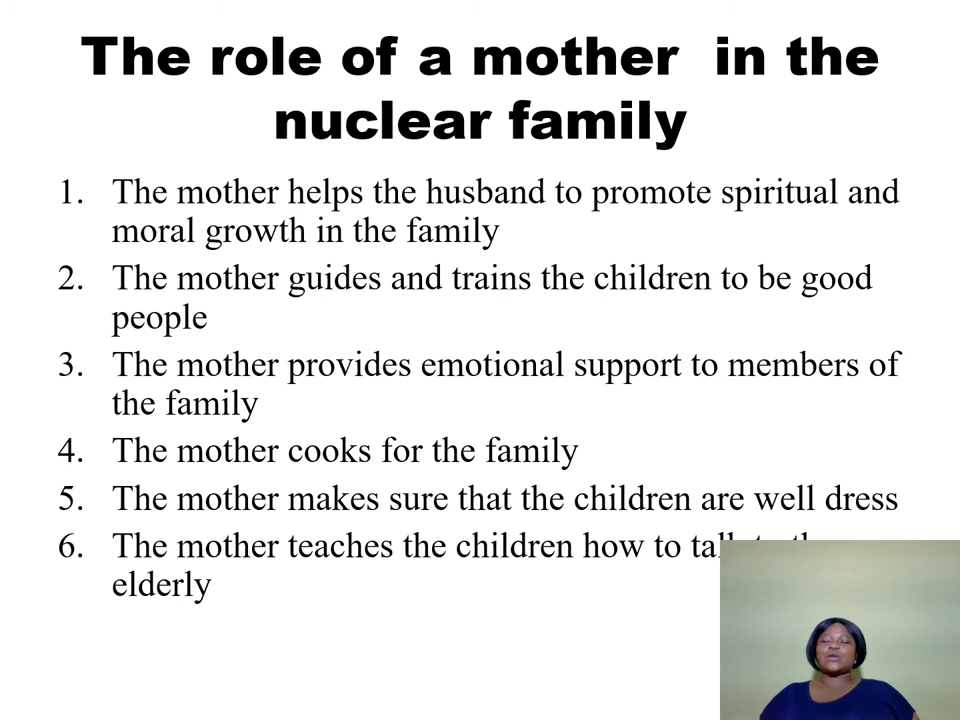 The role of a mother in the
nuclear family
1. The mother helps the husband to promote spiritual and
moral growth in the family
2. The mother guides and trains the children to be good
people
3. The mother provides emotional support to members of
the family
4. The mother cooks for the family
5. The mother makes sure that the children are well dress
6. The mother teaches the children how to
elderly